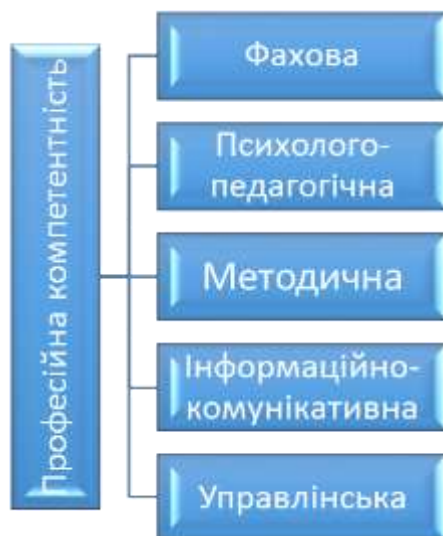 Професійна компетентність
Фахова
Психолого-
педагогічна
Методична
Інформаційно-
комунікативна
Управлінська